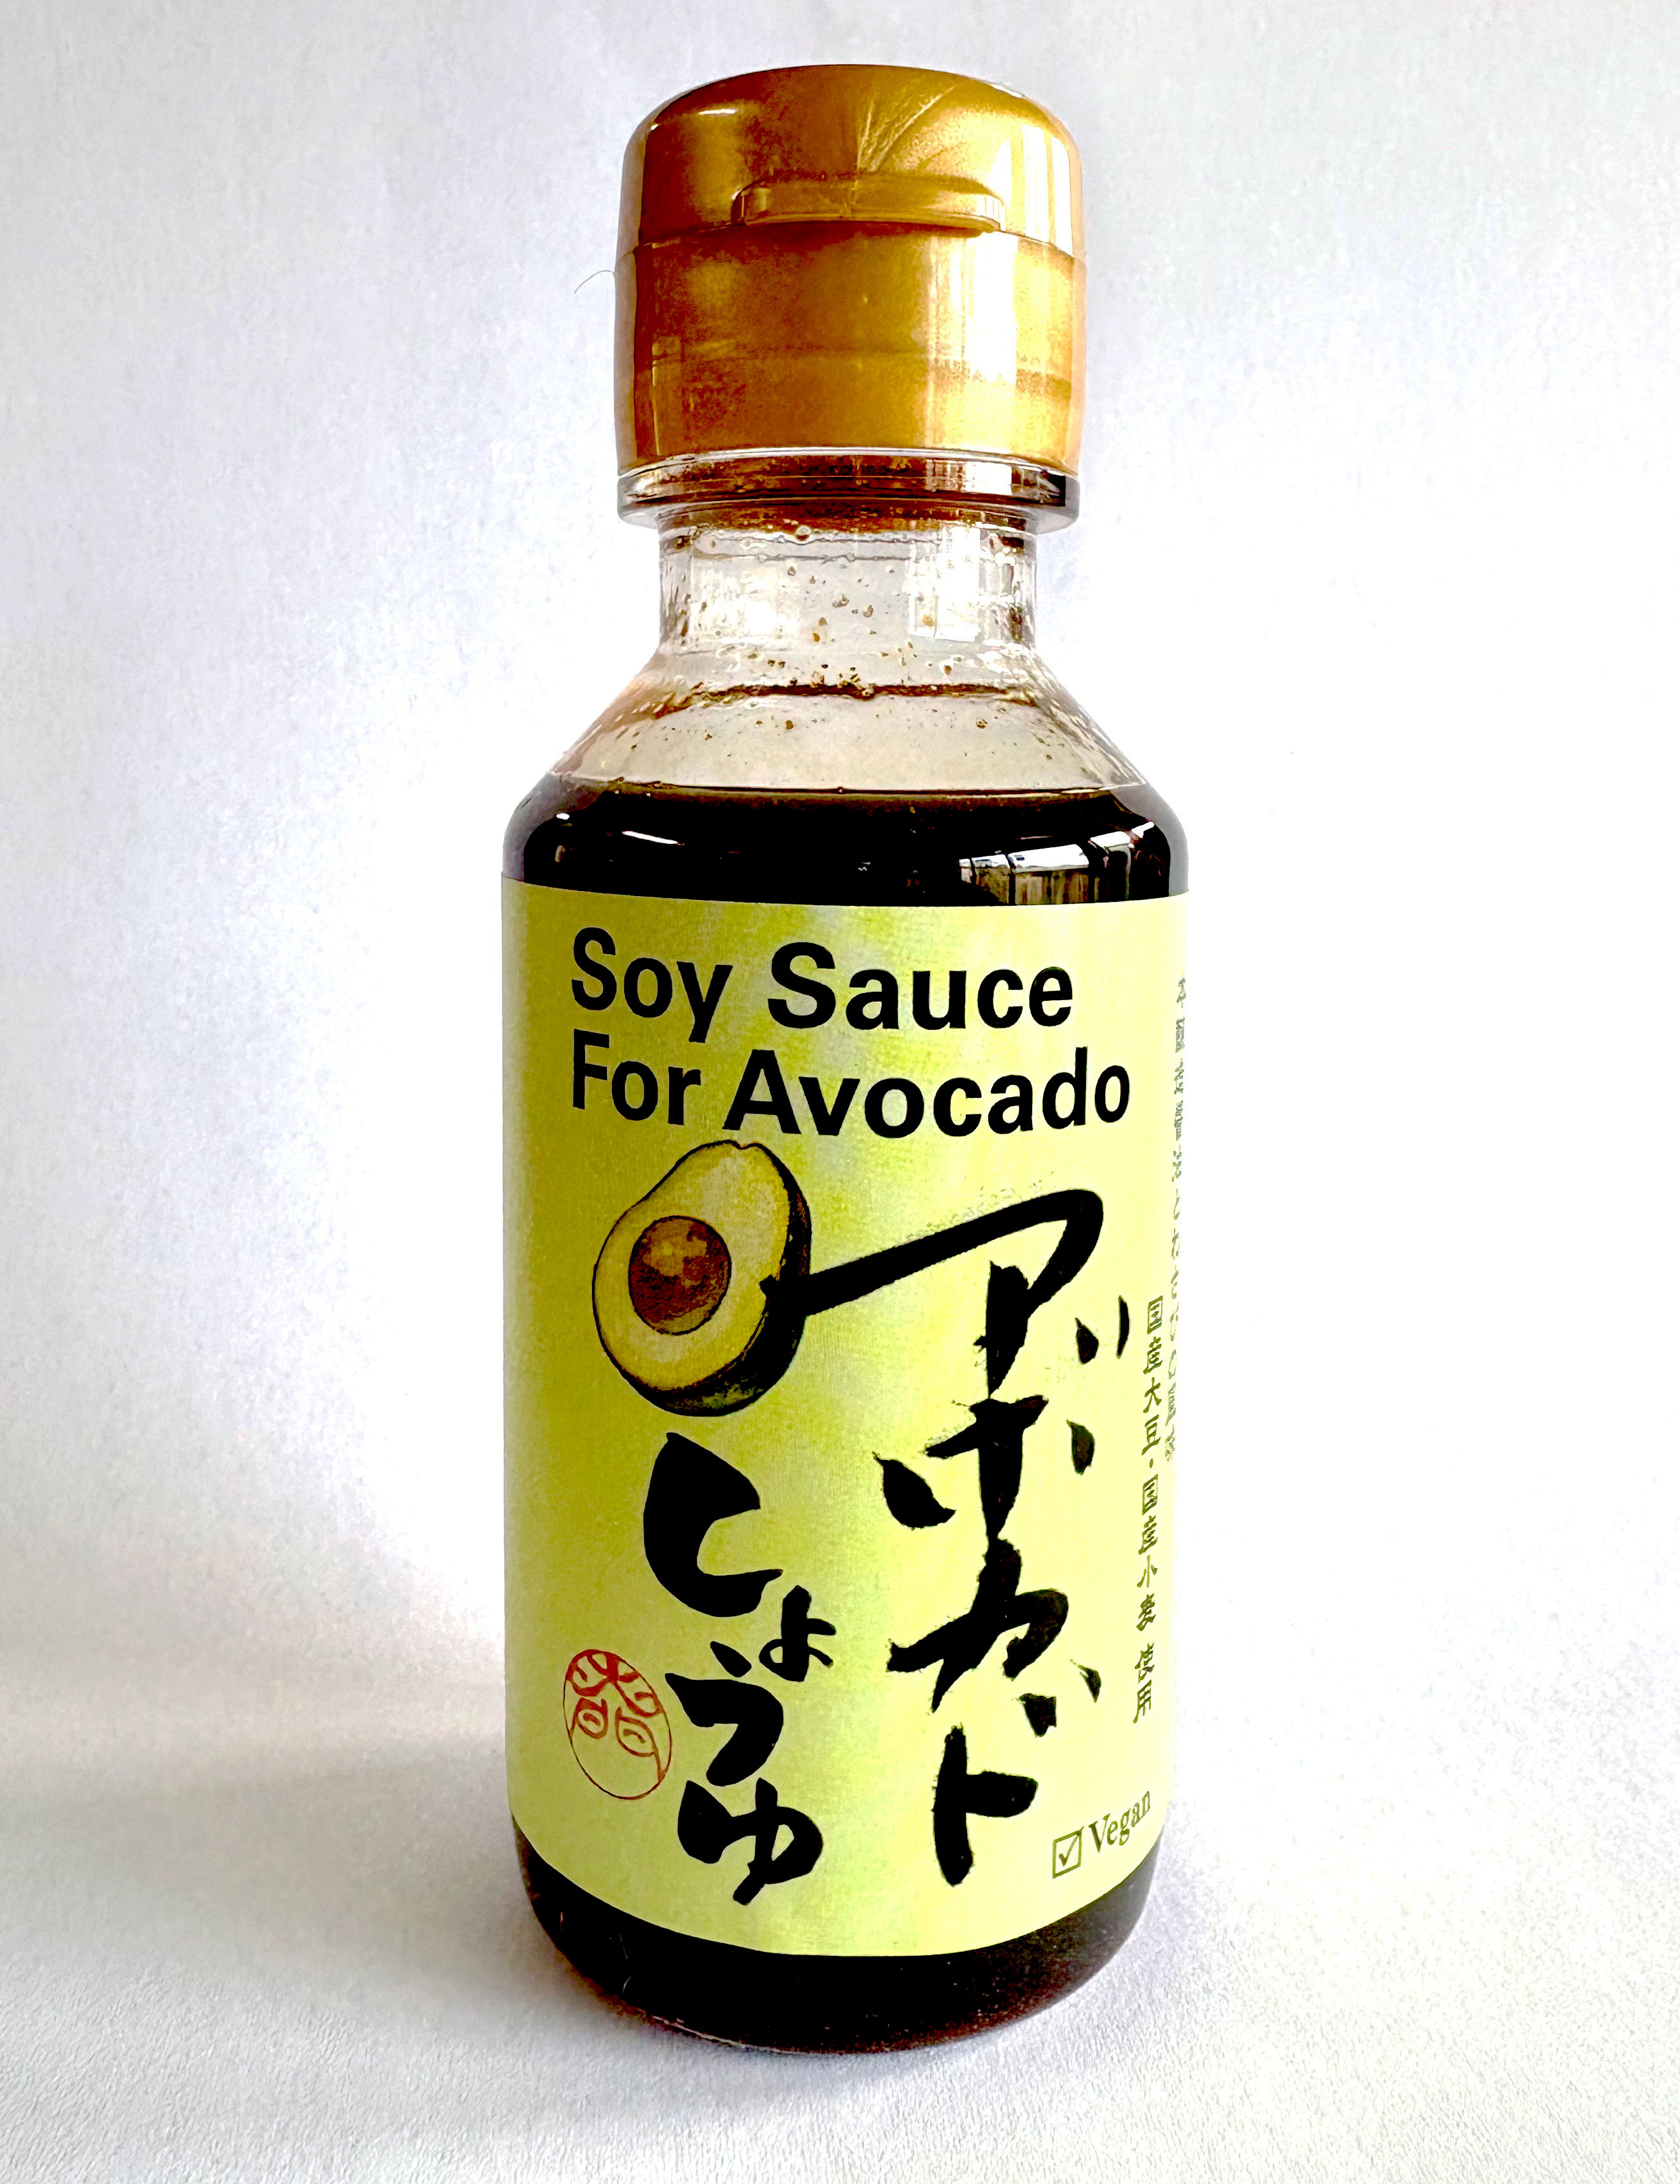 Soy Sauce
For Avocado
アボカド
しょうゆ
国産大豆・国産小麦使用
Vegan